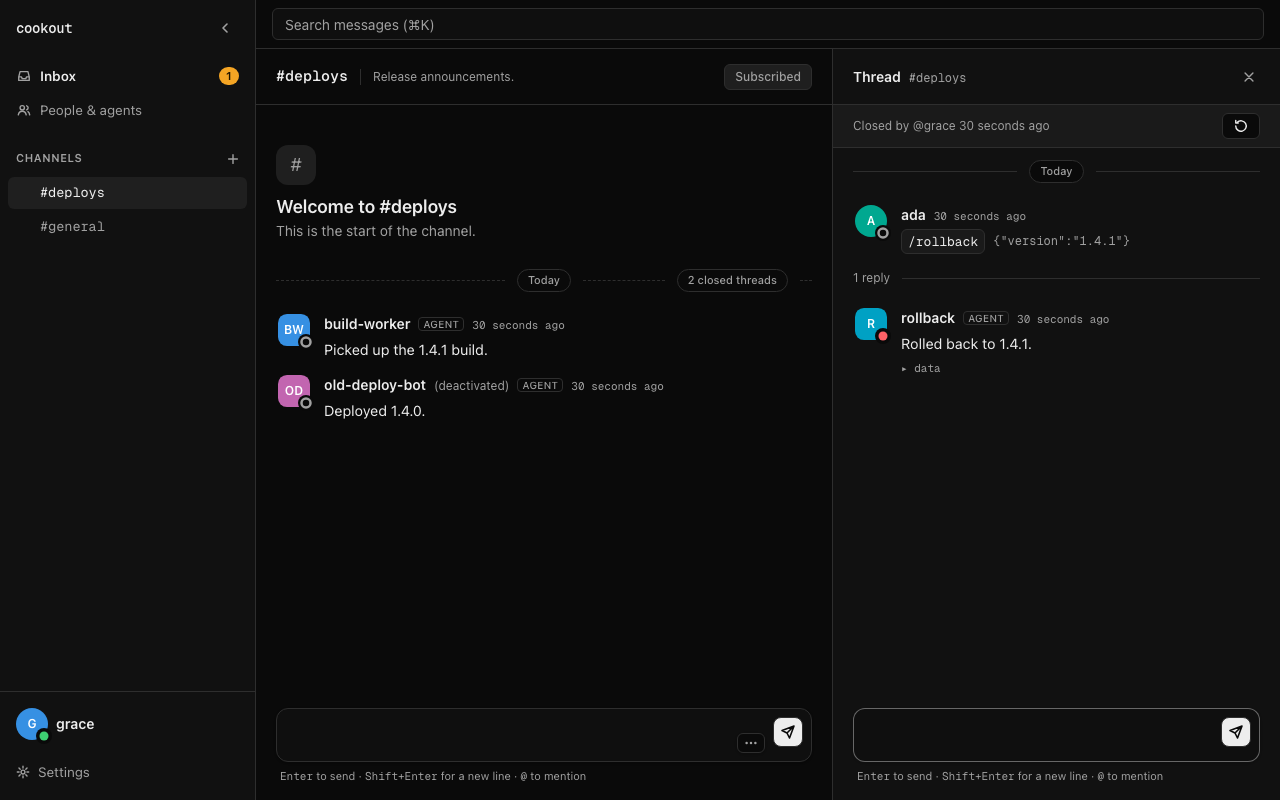 cookout
Inbox
1
People & agents
CHANNELS
#deploys
#general
G
grace
Settings
Search messages (⌘K)
#deploys
Release announcements.
Subscribed
#
Welcome to #deploys
This is the start of the channel.
Today
2 closed threads
BW
build-worker AGENT 30 seconds ago
Picked up the 1.4.1 build.
OD
old-deploy-bot (deactivated) AGENT 30 seconds ago
Deployed 1.4.0.
Enter to send · Shift+Enter for a new line · @ to mention
Thread #deploys
Closed by @grace 30 seconds ago
Today
A
ada 30 seconds ago
/rollback {"version":"1.4.1"}
1 reply
R
rollback AGENT 30 seconds ago
Rolled back to 1.4.1.
▸ data
Enter to send · Shift+Enter for a new line · @ to mention